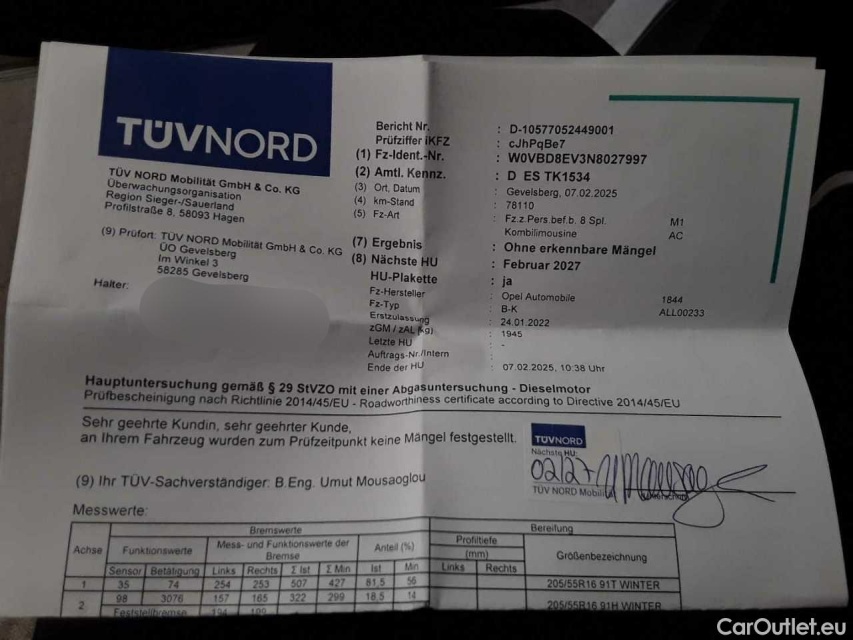 TÜVNORD
TÜV NORD Mobilität GmbH & Co. KG
Überwachungsorganisation
Region Sieger-/Sauerland
Profilstraße 8, 58093 Hagen
(9) Prüfort: TÜV NORD Mobilität GmbH & Co. KG
ÜO Gevelsberg
Im Winkel 3
58285 Gevelsberg
Halter:
Bericht Nr. : D-10577052449001
Prüfziffer iKFZ : cJhPqBe7
(1) Fz-Ident.-Nr. : W0VBD8EV3N8027997
(2) Amtl. Kennz. : D ES TK1534
(3) Ort, Datum : Gevelsberg, 07.02.2025
(4) km-Stand : 78110
(5) Fz-Art : Fz.z.Pers.bef.b. 8 Spl. M1
Kombilimousine AC
(7) Ergebnis : Ohne erkennbare Mängel
(8) Nächste HU : Februar 2027
HU-Plakette : ja
Fz-Hersteller : Opel Automobile 1844
Fz-Typ : B-K ALL00233
Erstzulassung : 24.01.2022
zGM / zAL (kg) : 1945
Letzte HU : -
Auftrags-Nr./Intern
Ende der HU : 07.02.2025, 10:38 Uhr
Hauptuntersuchung gemäß § 29 StVZO mit einer Abgasuntersuchung - Dieselmotor
Prüfbescheinigung nach Richtlinie 2014/45/EU - Roadworthiness certificate according to Directive 2014/45/EU
Sehr geehrte Kundin, sehr geehrter Kunde,
an Ihrem Fahrzeug wurden zum Prüfzeitpunkt keine Mängel festgestellt.
TÜVNORD
Nächste HU:
02/27
TÜV NORD Mobil
(9) Ihr TÜV-Sachverständiger: B.Eng. Umut Mousaoglou
Messwerte:
Achse Bremswerte Bereifung
Funktionswerte Mess- und Funktionswerte der Bremse Anteil (%) Profiltiefe (mm) Größenbezeichnung
Sensor Betätigung Links Rechts Σ Ist Σ Min Ist Min Links Rechts
1 35 74 254 253 507 427 81,5 56 205/55R16 91T WINTER
2 98 3076 157 165 322 299 18,5 14 205/55R16 91H WINTER
Feststellbremse
CarOutlet.eu